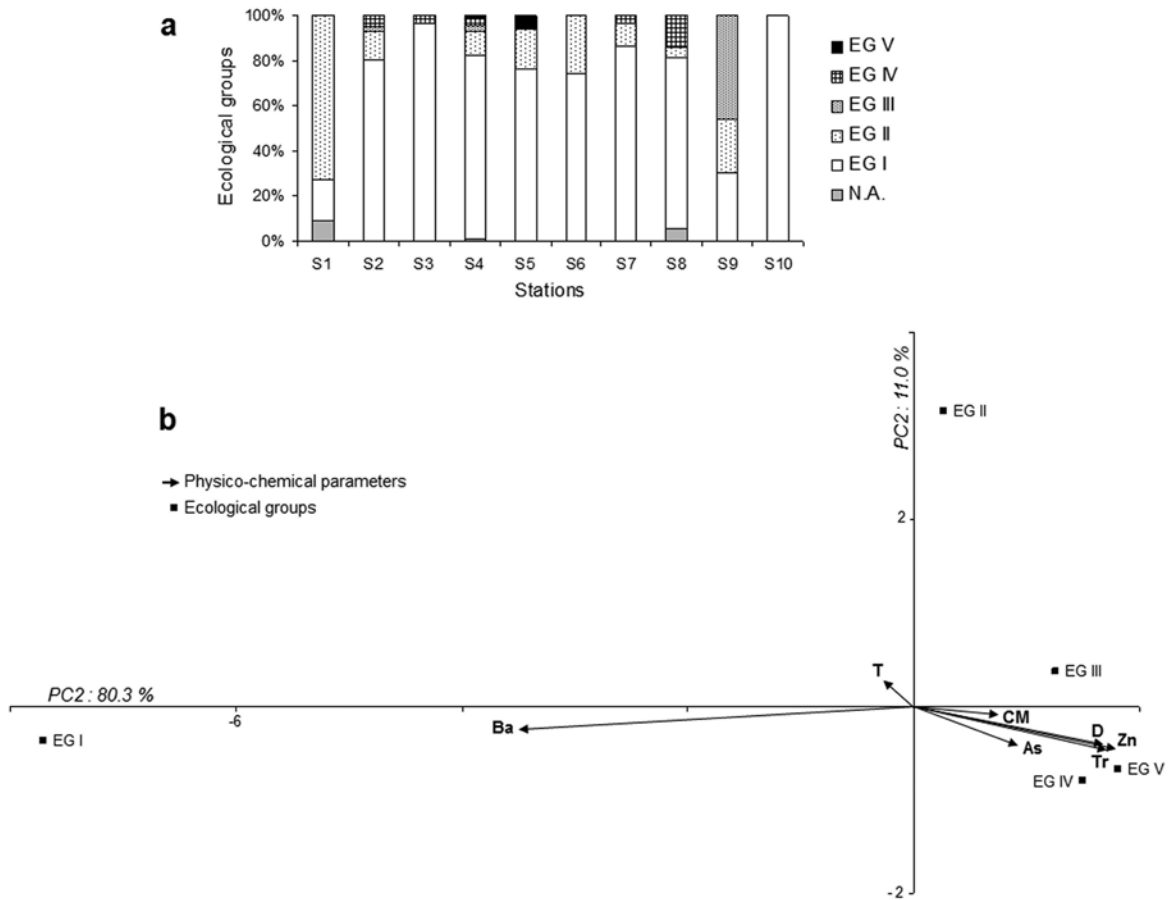 a
100%
80%
60%
40%
20%
0%
Ecological groups
S1 S2 S3 S4 S5 S6 S7 S8 S9 S10
Stations
EG V
EG IV
EG III
EG II
EG I
N.A.
b
Physico-chemical parameters
Ecological groups
PC2 : 11.0 %
EG II
2
T
EG III
PC2 : 80.3 %
-6
EG I
Ba
CM
As
D
Zn
Tr
EG V
EG IV
-2